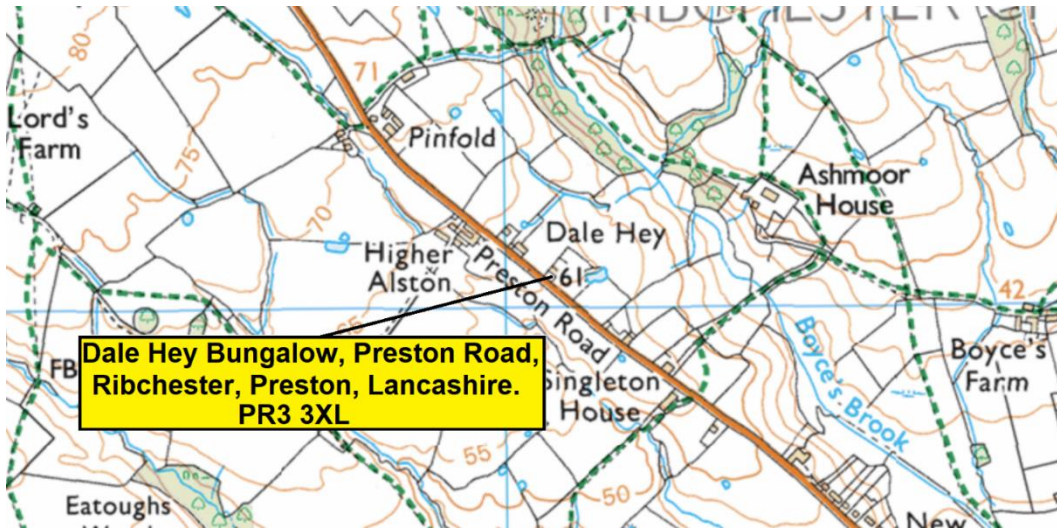 RIBCHESTER
80
71
Lord's
Farm
Pinfold
75
Ashmoor
House
70
Dale Hey
Higher
Alston
Preston Road
61
42
Dale Hey Bungalow, Preston Road,
Ribchester, Preston, Lancashire.
PR3 3XL
Boyce's
Farm
FB
Singleton
House
Boyce's Brook
55
50
Eatoughs
New